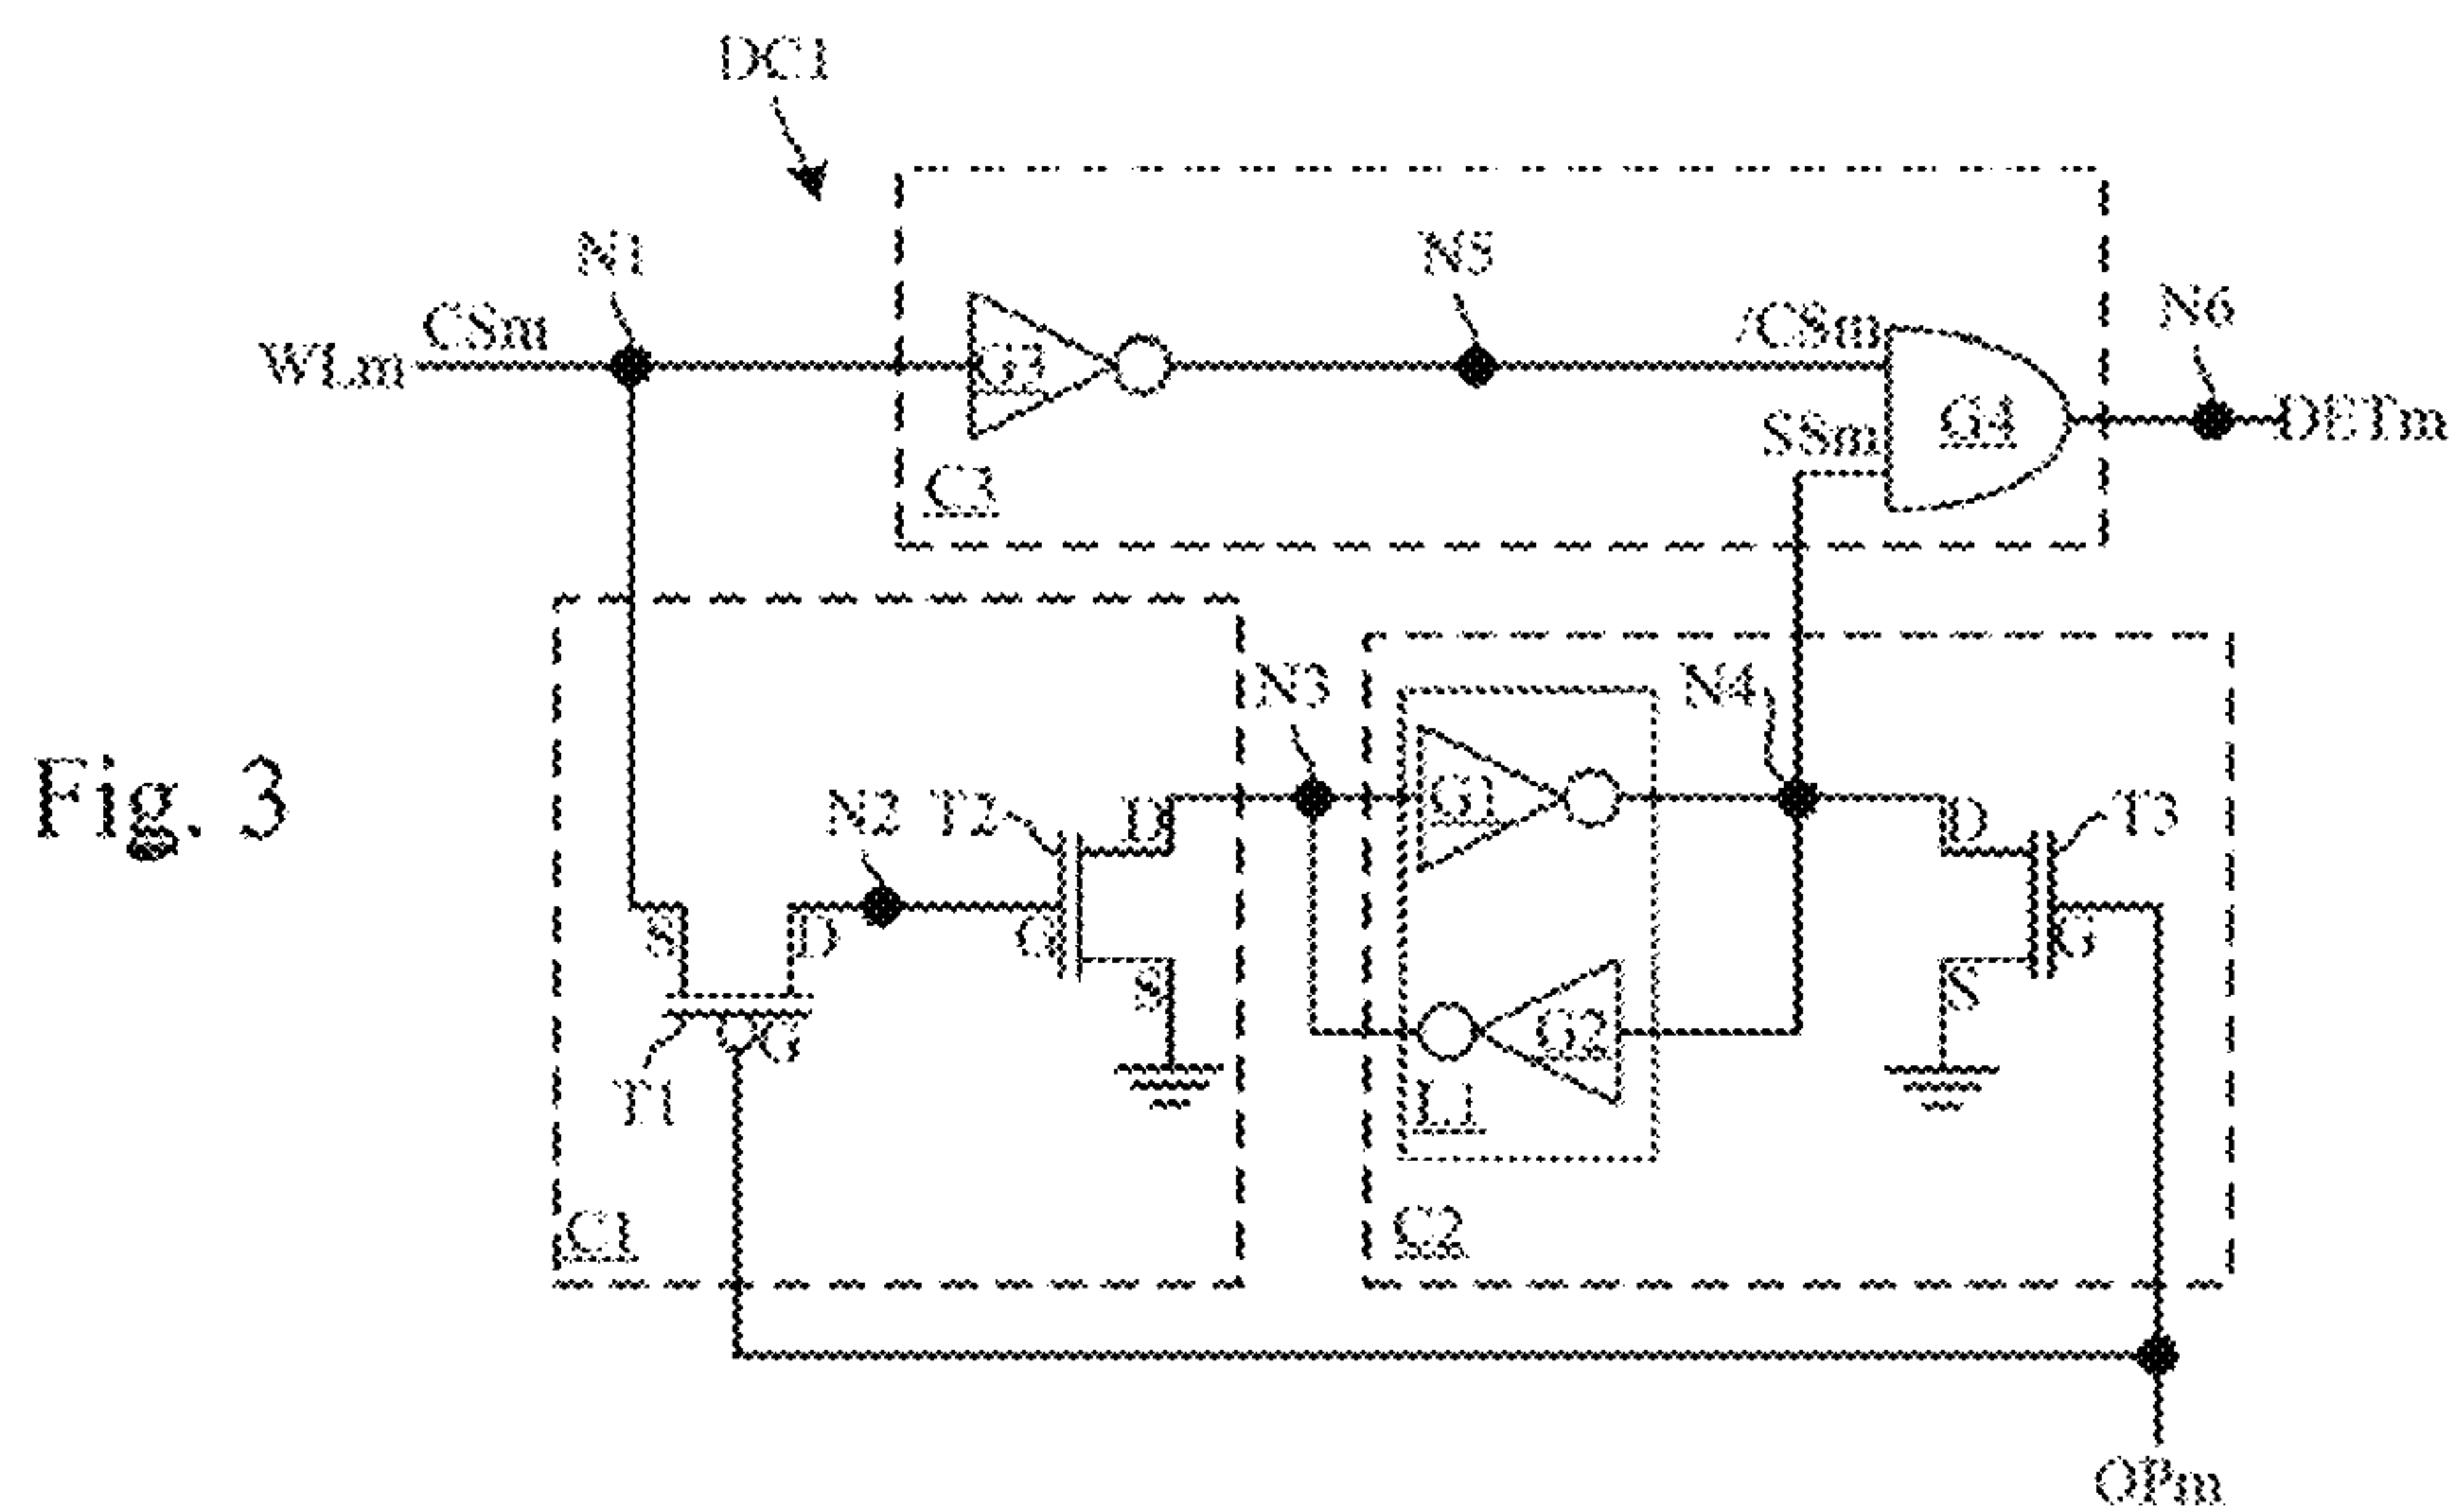 DC1
N1
N5
N6
CSm
/CSm
WLm
G3
G4
DETm
SSm
C3
N3
N4
Fig. 3
N2
T2
D
G1
D
T3
S
D
G
G
S
S
G
G2
T1
L1
C1
C2
OPm